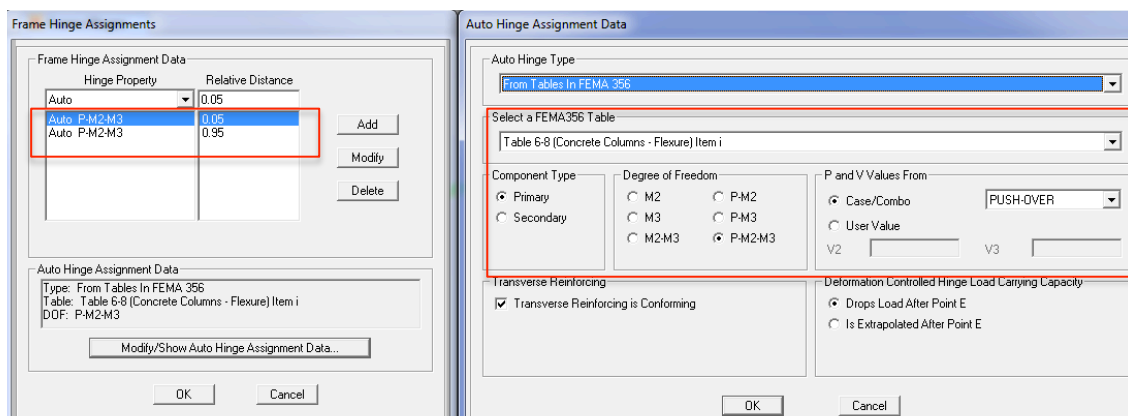 Frame Hinge Assignments
Frame Hinge Assignment Data
Hinge Property Relative Distance
Auto 0.05
Auto P-M2-M3 0.05
Auto P-M2-M3 0.95
Add
Modify
Delete
Auto Hinge Assignment Data
Type: From Tables In FEMA 356
Table: Table 6-8 (Concrete Columns - Flexure) Item i
DOF: P-M2-M3
Modify/Show Auto Hinge Assignment Data...
OK Cancel
Auto Hinge Assignment Data
Auto Hinge Type
From Tables In FEMA 356
Select a FEMA356 Table
Table 6-8 (Concrete Columns - Flexure) Item i
Component Type
Primary
Secondary
Degree of Freedom
M2 P-M2
M3 P-M3
M2-M3 P-M2-M3
P and V Values From
Case/Combo PUSH-OVER
User Value
V2 V3
Transverse Reinforcing
Transverse Reinforcing is Conforming
Deformation Controlled Hinge Load Carrying Capacity
Drops Load After Point E
Is Extrapolated After Point E
OK Cancel